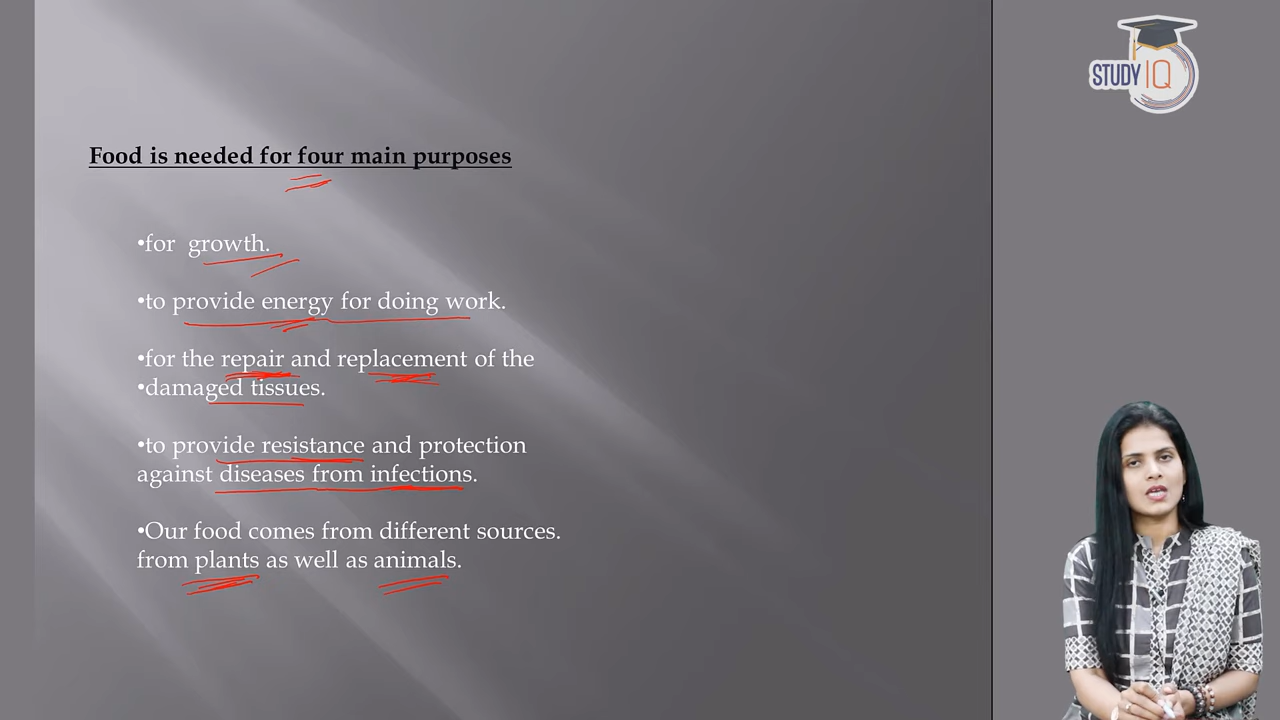 STUDY IQ
Food is needed for four main purposes
•for growth.
•to provide energy for doing work.
•for the repair and replacement of the
•damaged tissues.
•to provide resistance and protection
against diseases from infections.
•Our food comes from different sources.
from plants as well as animals.